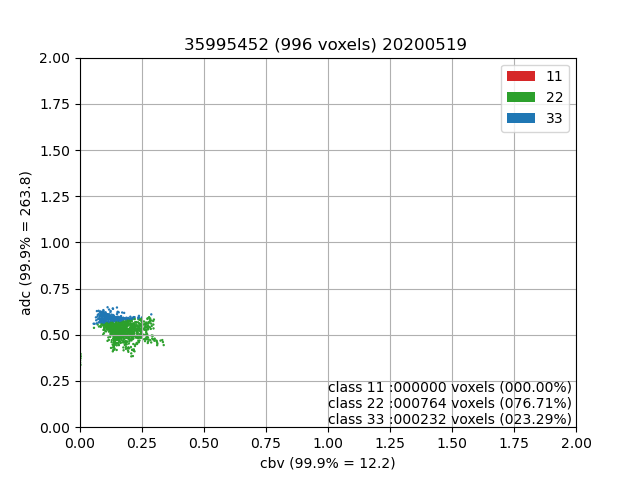 35995452 (996 voxels) 20200519
2.00
1.75
1.50
1.25
1.00
0.75
0.50
0.25
0.00
adc (99.9% = 263.8)
11
22
33
class 11 :000000 voxels (000.00%)
class 22 :000764 voxels (076.71%)
class 33 :000232 voxels (023.29%)
0.00 0.25 0.50 0.75 1.00 1.25 1.50 1.75 2.00
cbv (99.9% = 12.2)